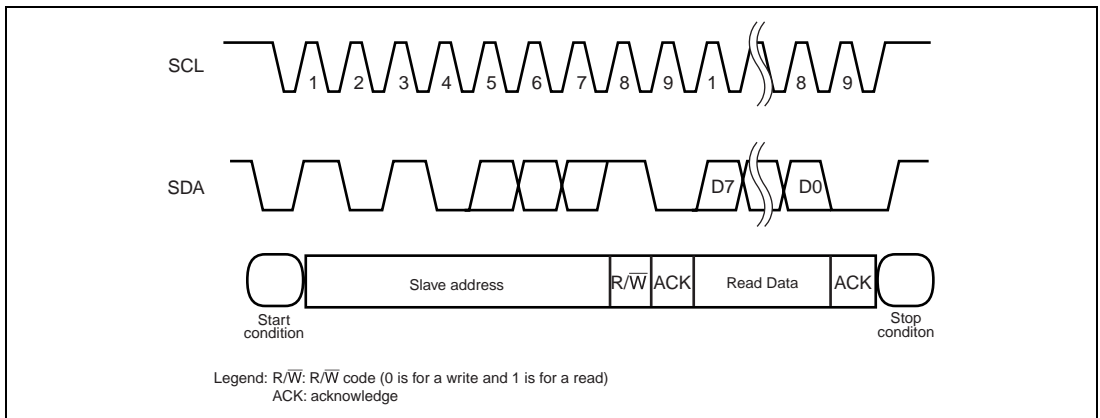 SCL
1 2 3 4 5 6 7 8 9 1 8 9
SDA
D7 D0
Slave address R/W̅ ACK Read Data ACK
Start
condition
Stop
conditon
Legend: R/W̅: R/W̅ code (0 is for a write and 1 is for a read)
ACK: acknowledge